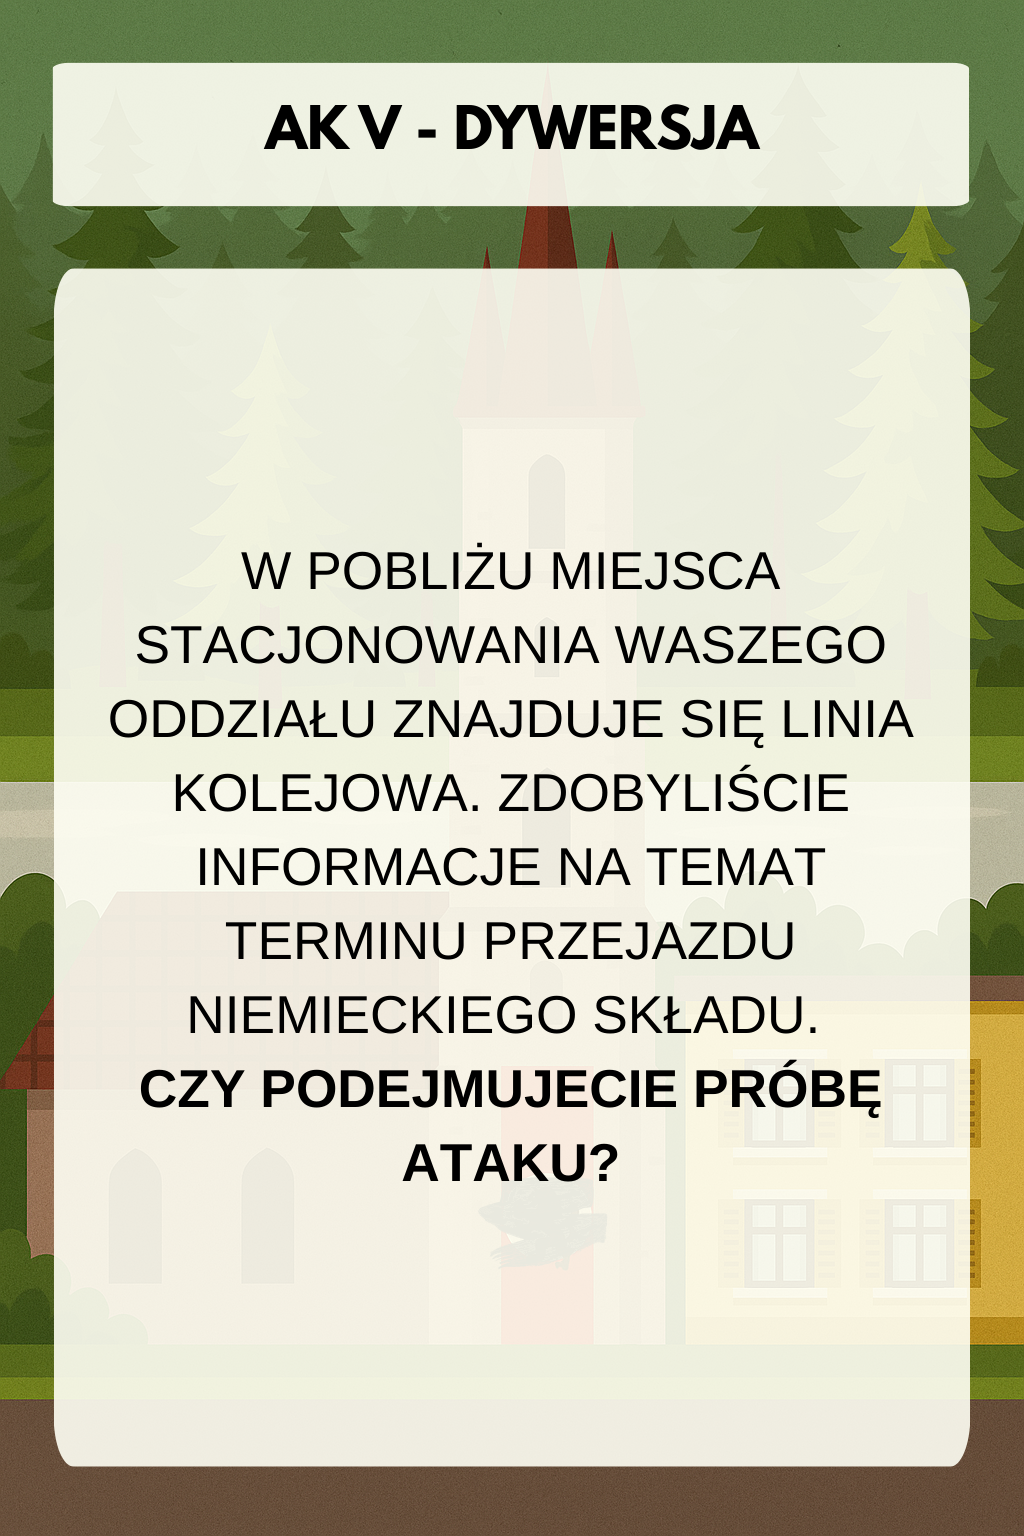 AK V - DYWERSJA
W POBLIŻU MIEJSCA
STACJONOWANIA WASZEGO
ODDZIAŁU ZNAJDUJE SIĘ LINIA
KOLEJOWA. ZDOBYLIŚCIE
INFORMACJE NA TEMAT
TERMINU PRZEJAZDU
NIEMIECKIEGO SKŁADU.
CZY PODEJMUJECIE PRÓBĘ
ATAKU?